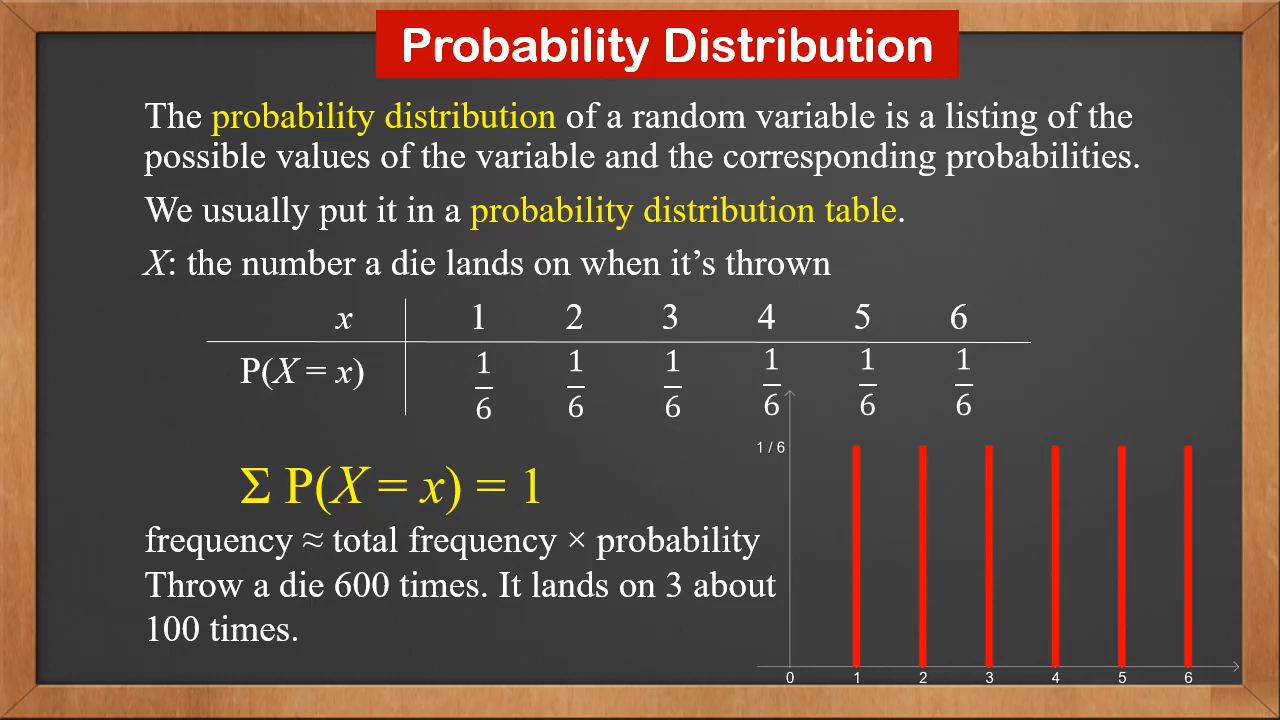 Probability Distribution
The probability distribution of a random variable is a listing of the
possible values of the variable and the corresponding probabilities.
We usually put it in a probability distribution table.
X: the number a die lands on when it’s thrown
x 1 2 3 4 5 6
P(X = x) 1/6 1/6 1/6 1/6 1/6 1/6
1 / 6
Σ P(X = x) = 1
frequency ≈ total frequency × probability
Throw a die 600 times. It lands on 3 about
100 times.
0 1 2 3 4 5 6